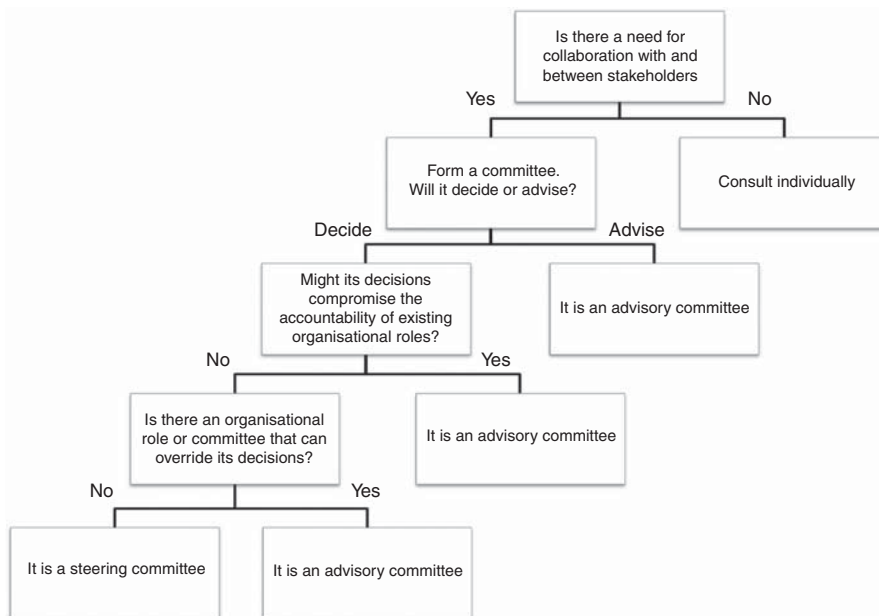 Is there a need for
collaboration with and
between stakeholders
Yes
No
Form a committee.
Will it decide or advise?
Consult individually
Decide
Advise
Might its decisions
compromise the
accountability of existing
organisational roles?
It is an advisory committee
No
Yes
Is there an organisational
role or committee that can
override its decisions?
It is an advisory committee
No
Yes
It is a steering committee
It is an advisory committee